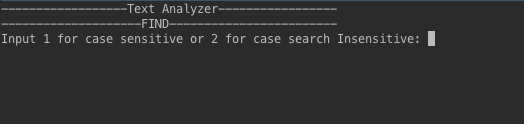 ------------------Text Analyzer-----------------
--------------------FIND------------------------
Input 1 for case sensitive or 2 for case search Insensitive: